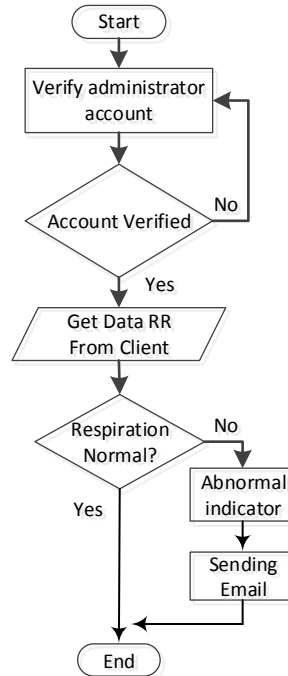 Start
Verify administrator
account
Account Verified
No
Yes
Get Data RR
From Client
Respiration
Normal?
No
Yes
Abnormal
indicator
Sending
Email
End